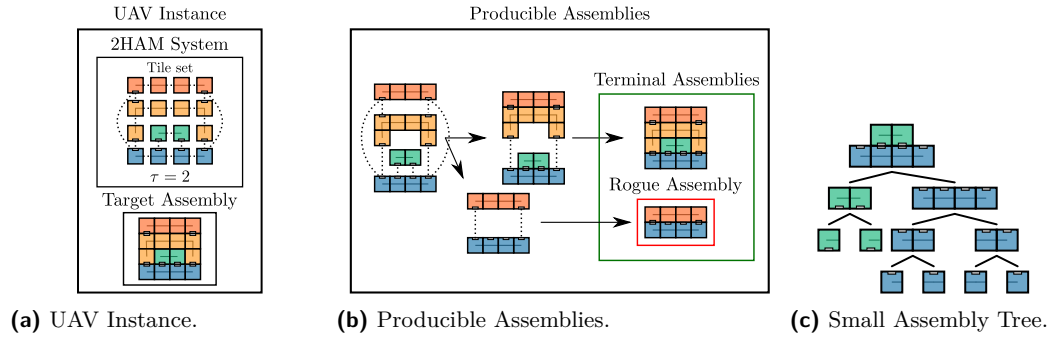 UAV Instance
2HAM System
Tile set
τ = 2
Target Assembly
(a) UAV Instance.
Producible Assemblies
Terminal Assemblies
Rogue Assembly
(b) Producible Assemblies.
(c) Small Assembly Tree.